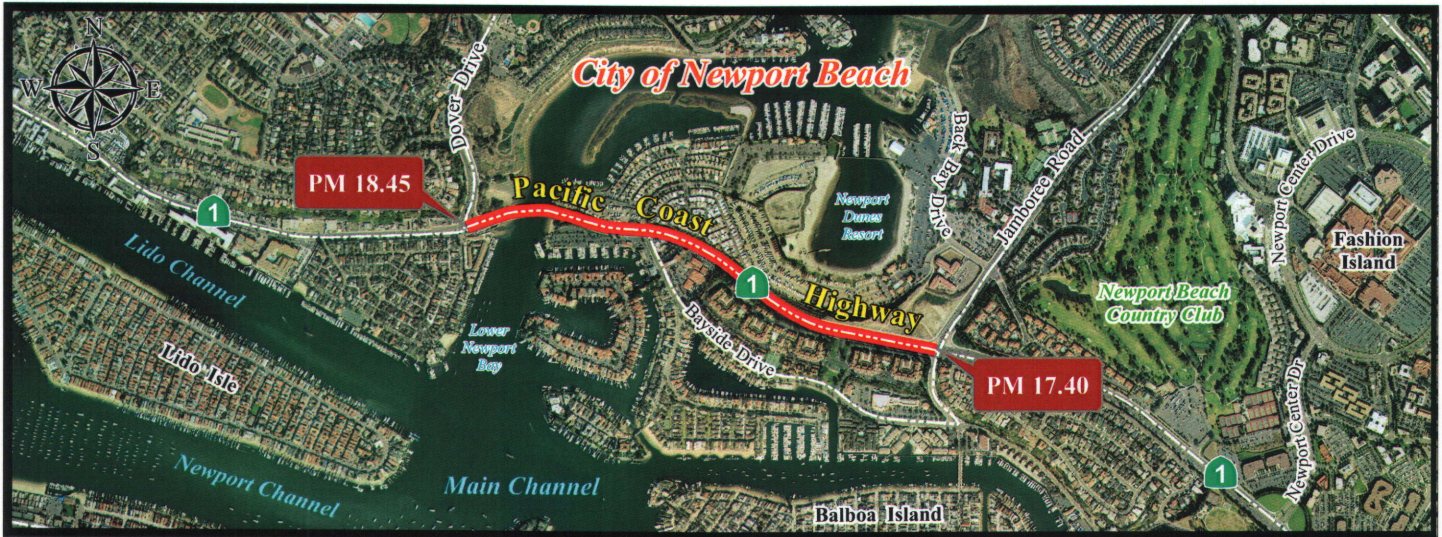 N
W E
S
City of Newport Beach
Dover Drive
PM 18.45
1
Pacific Coast Highway
1
Back Bay Drive
Jamboree Road
Newport
Dunes
Resort
Newport Center Drive
Fashion
Island
Newport Beach
Country Club
Lido Channel
Lower
Newport
Bay
Bayside Drive
PM 17.40
Lido Isle
Newport Channel
Main Channel
Balboa Island
1
Newport Center Dr